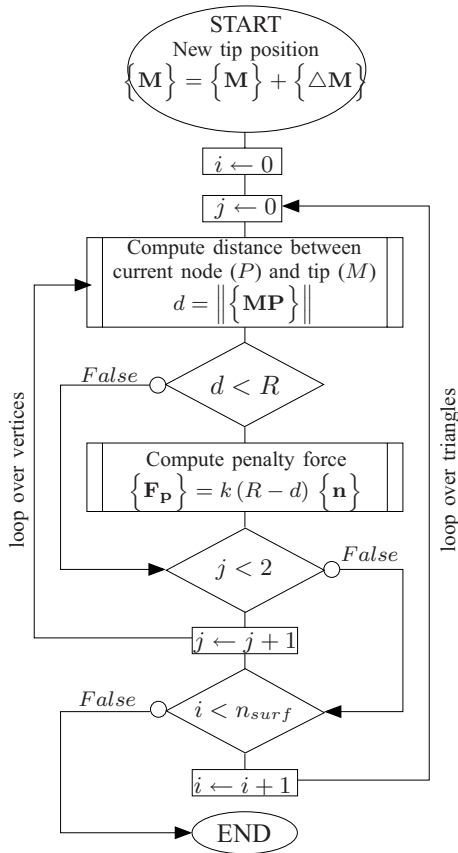 START
New tip position
{M} = {M} + {△M}
i ← 0
j ← 0
Compute distance between
current node (P) and tip (M)
d = ‖{MP}‖
False
d < R
Compute penalty force
{F_p} = k (R − d) {n}
j < 2
False
j ← j + 1
False
i < n_surf
i ← i + 1
END
loop over vertices
loop over triangles